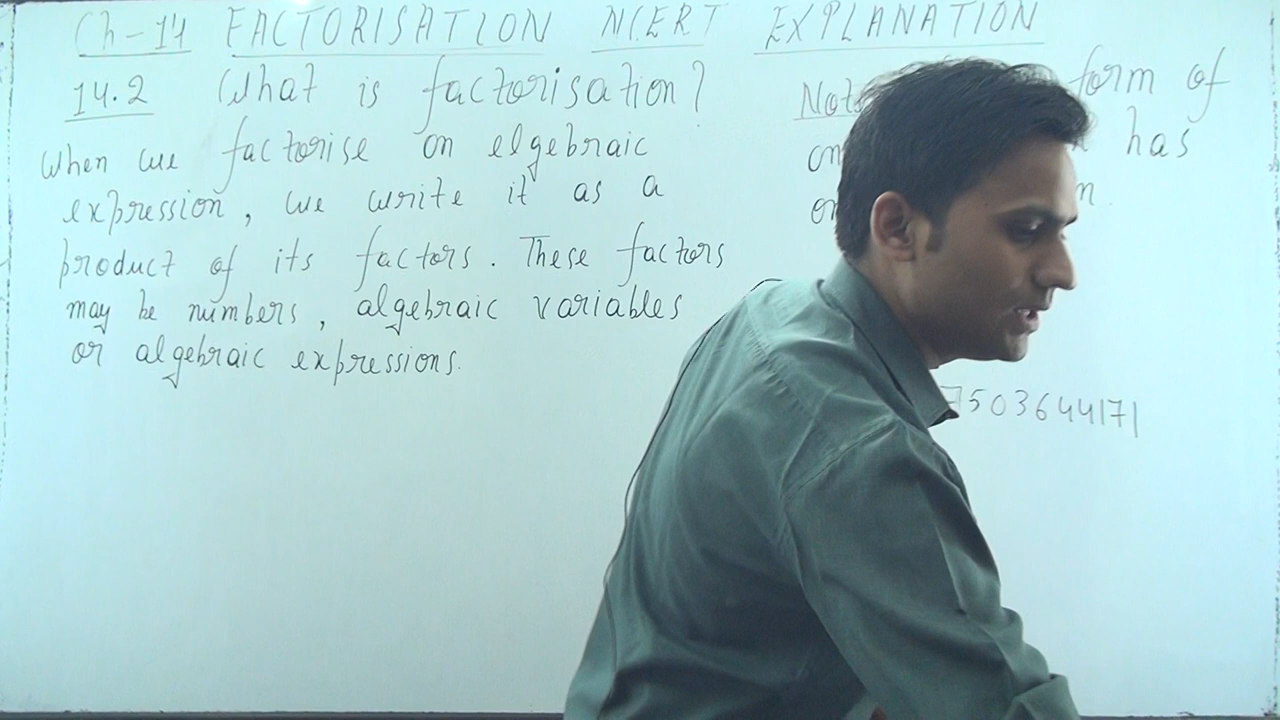 Ch-14 FACTORISATION NCERT EXPLANATION
14.2 What is factorisation?
When we factorise an algebraic
expression, we write it as a
product of its factors. These factors
may be numbers, algebraic variables
or algebraic expressions.
Note form of
has
7503644171